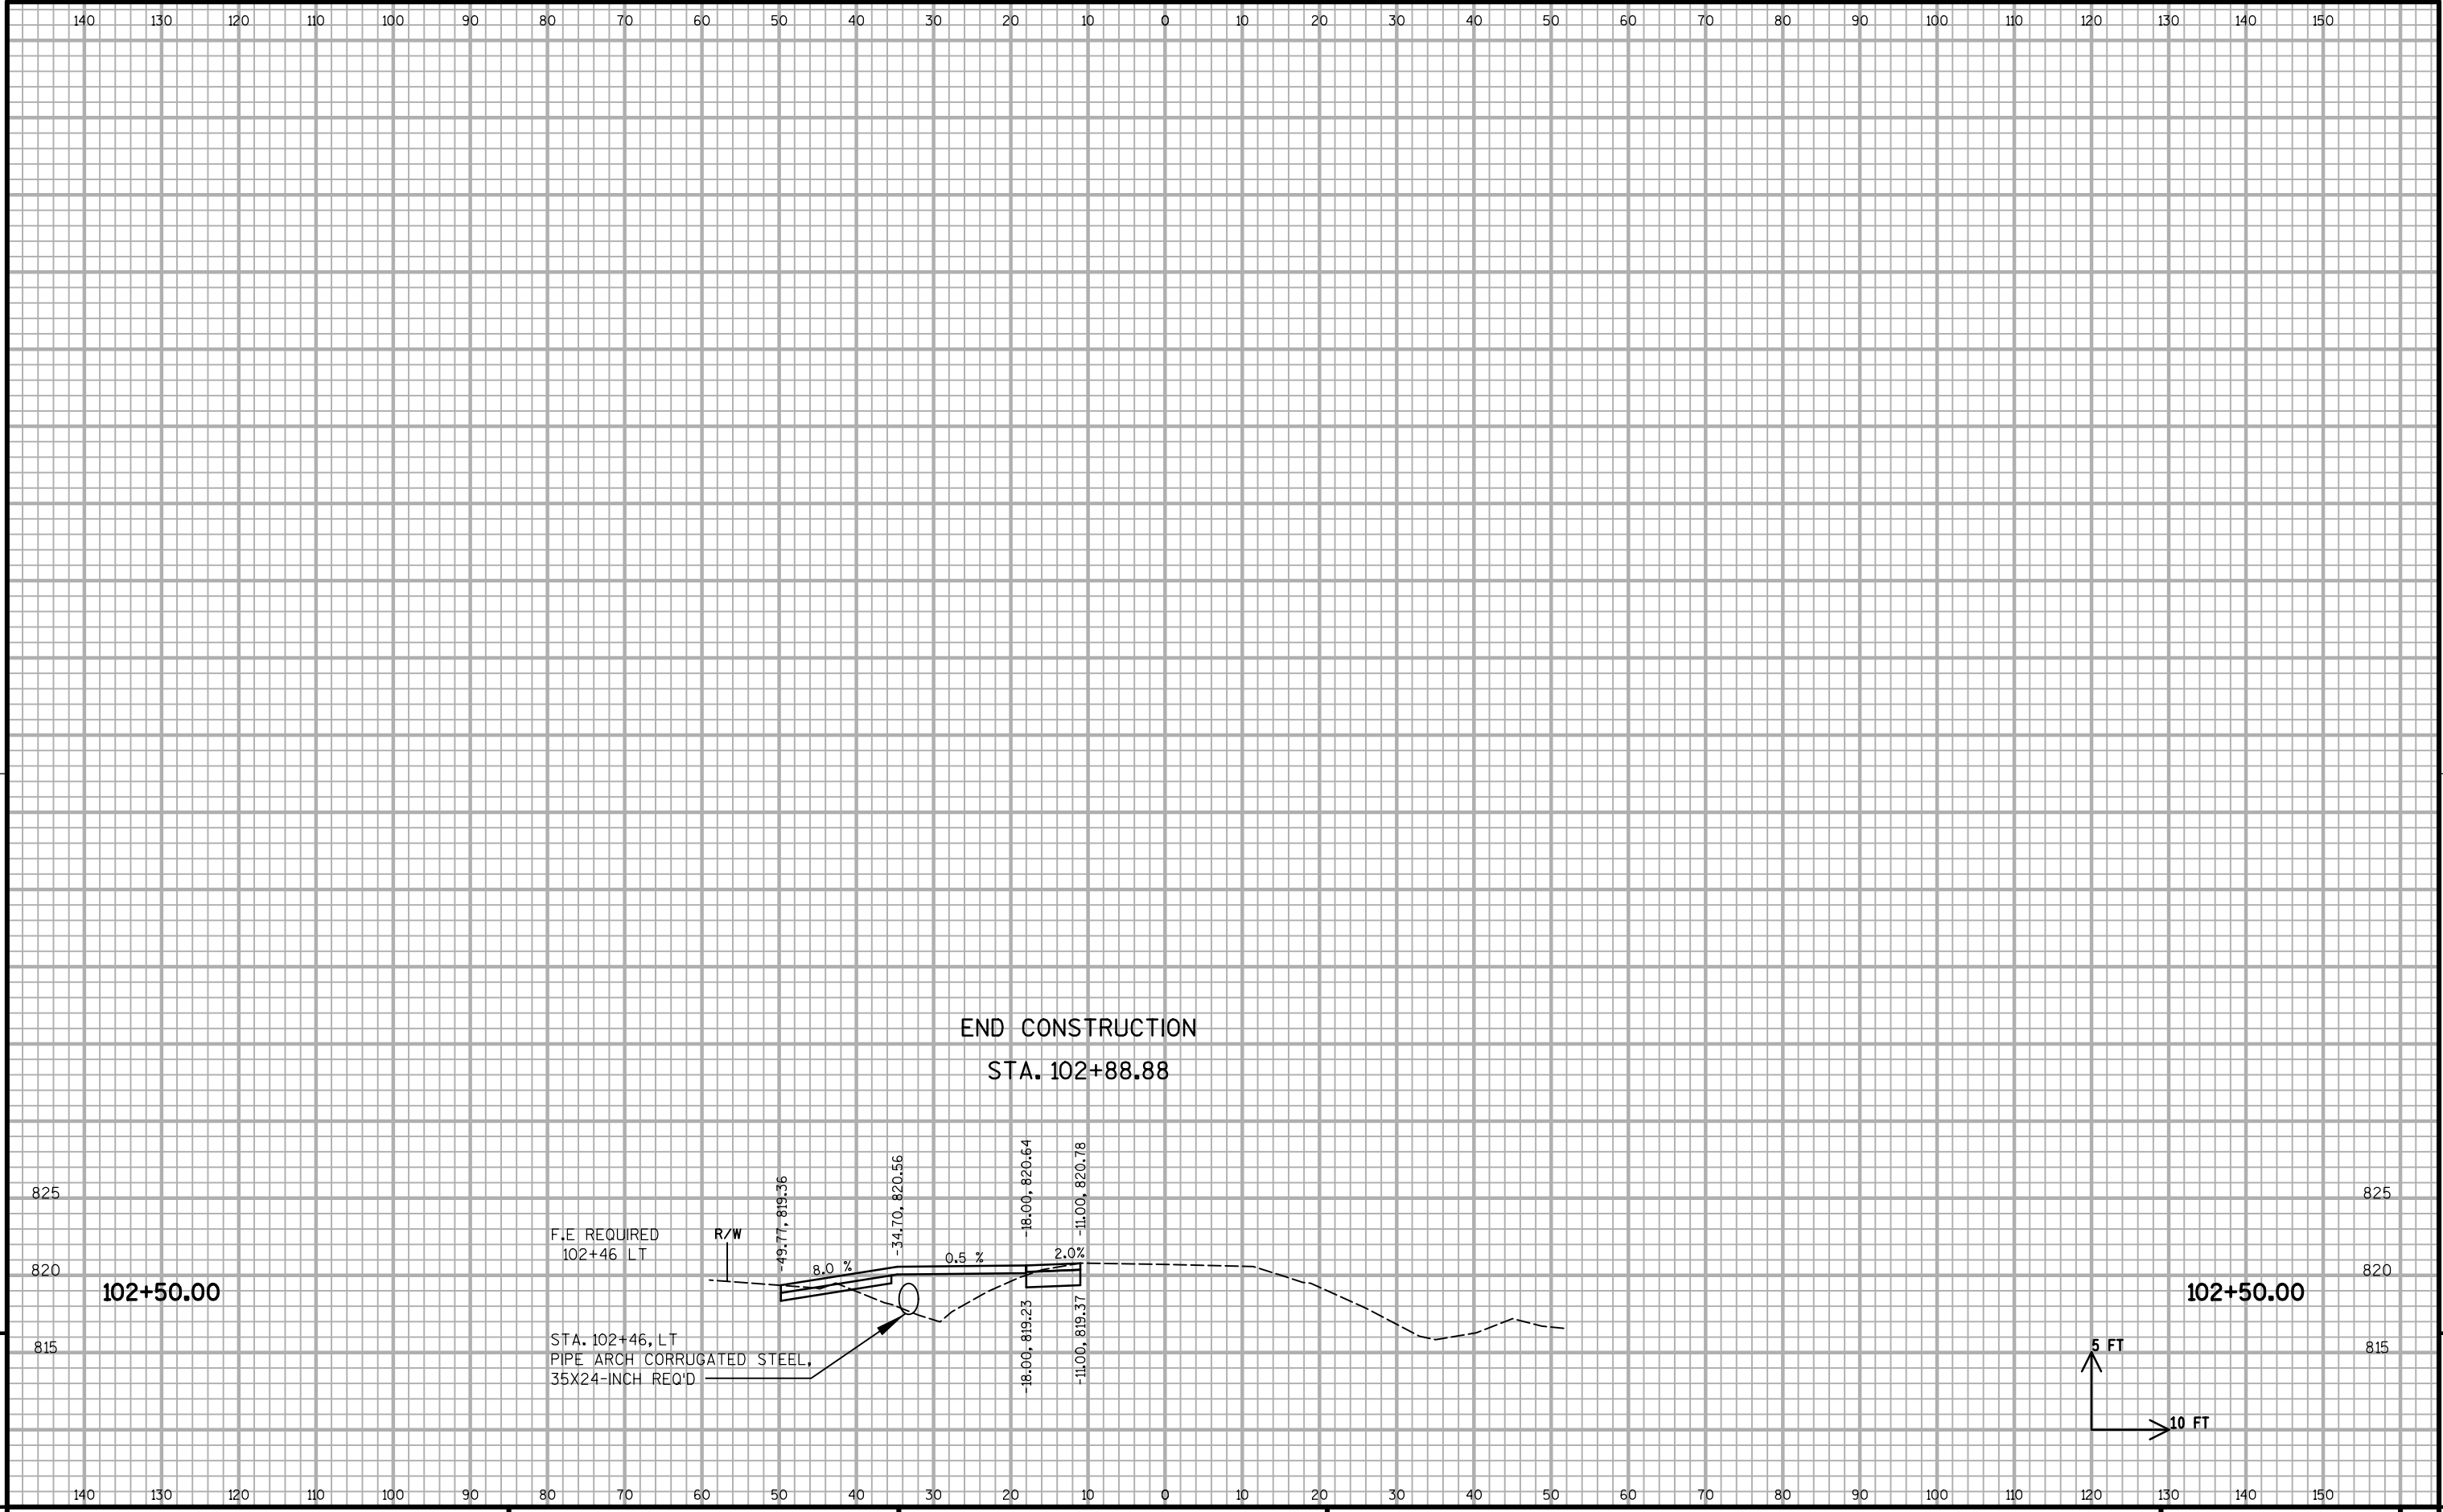 140 130 120 110 100 90 80 70 60 50 40 30 20 10 0 10 20 30 40 50 60 70 80 90 100 110 120 130 140 150
END CONSTRUCTION
STA. 102+88.88
-49.77, 819.36
-34.70, 820.56
-18.00, 820.64
-11.00, 820.78
825 825
F.E REQUIRED
102+46 LT
R/W
8.0 %
0.5 %
2.0%
820 820
102+50.00 102+50.00
-18.00, 819.23
-11.00, 819.37
STA. 102+46, LT
PIPE ARCH CORRUGATED STEEL,
35X24-INCH REQ'D
815 815
5 FT
10 FT
140 130 120 110 100 90 80 70 60 50 40 30 20 10 0 10 20 30 40 50 60 70 80 90 100 110 120 130 140 150